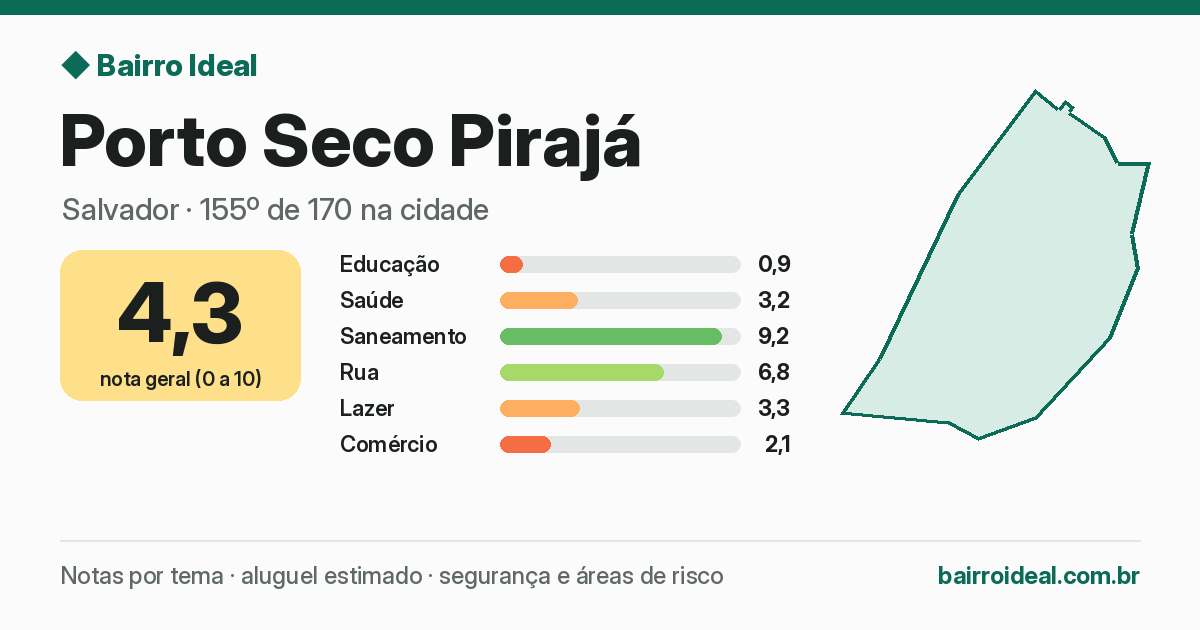 Bairro Ideal
Porto Seco Pirajá
Salvador · 155º de 170 na cidade
4,3
nota geral (0 a 10)
Educação 0,9
Saúde 3,2
Saneamento 9,2
Rua 6,8
Lazer 3,3
Comércio 2,1
Notas por tema · aluguel estimado · segurança e áreas de risco
bairroideal.com.br